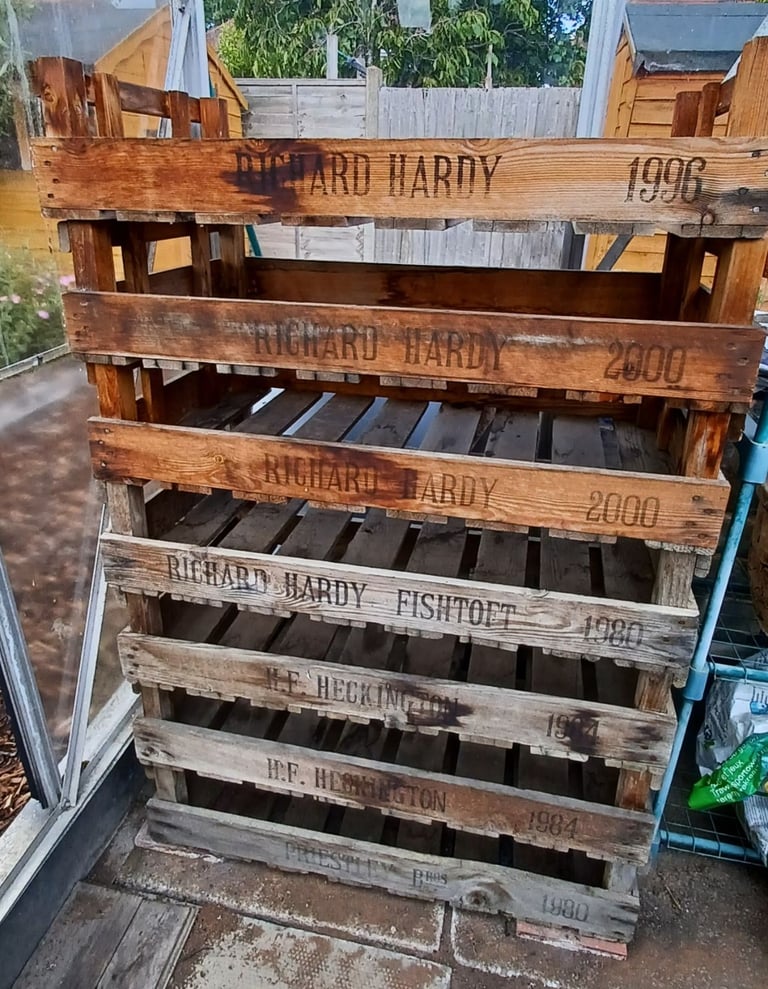 RICHARD HARDY 1996
RICHARD HARDY 2000
RICHARD HARDY 2000
RICHARD HARDY FISHTOFT 1980
H.F. HECKINGTON 1984
H.F. HECKINGTON 1984
PRIESTLEY BROS 1980